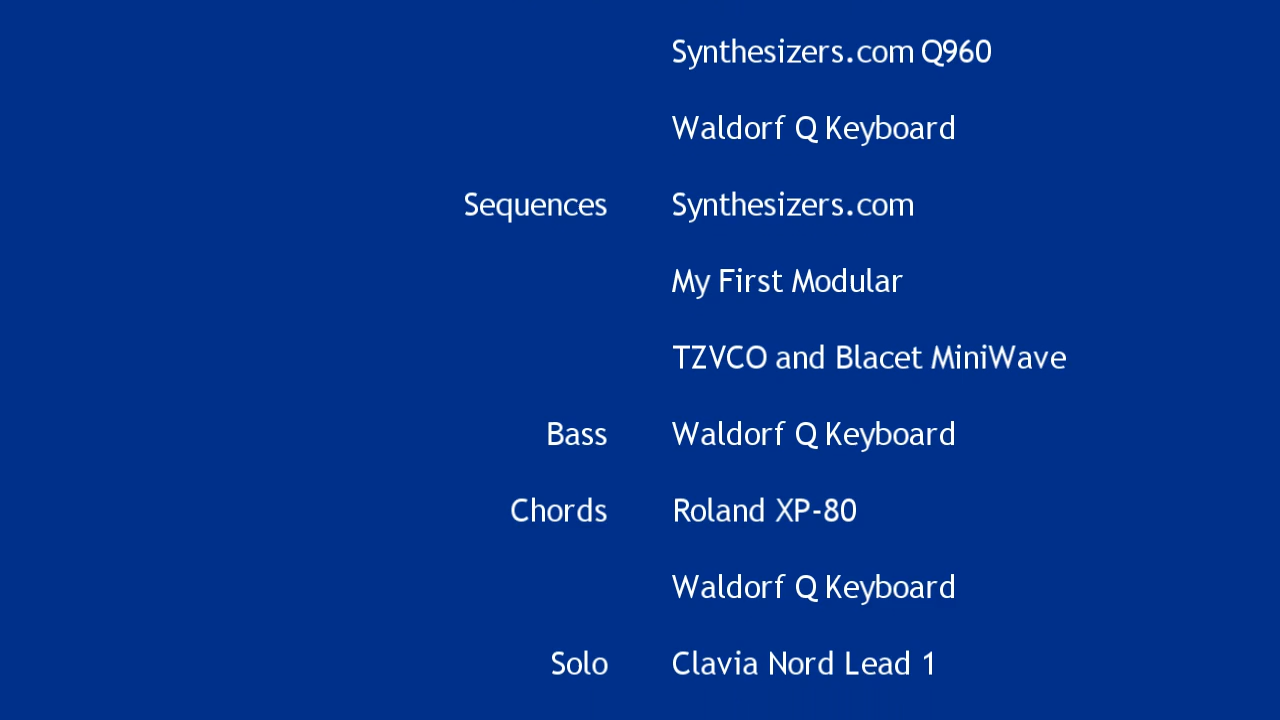 Synthesizers.com Q960
Waldorf Q Keyboard
Sequences Synthesizers.com
My First Modular
TZVCO and Blacet MiniWave
Bass Waldorf Q Keyboard
Chords Roland XP-80
Waldorf Q Keyboard
Solo Clavia Nord Lead 1